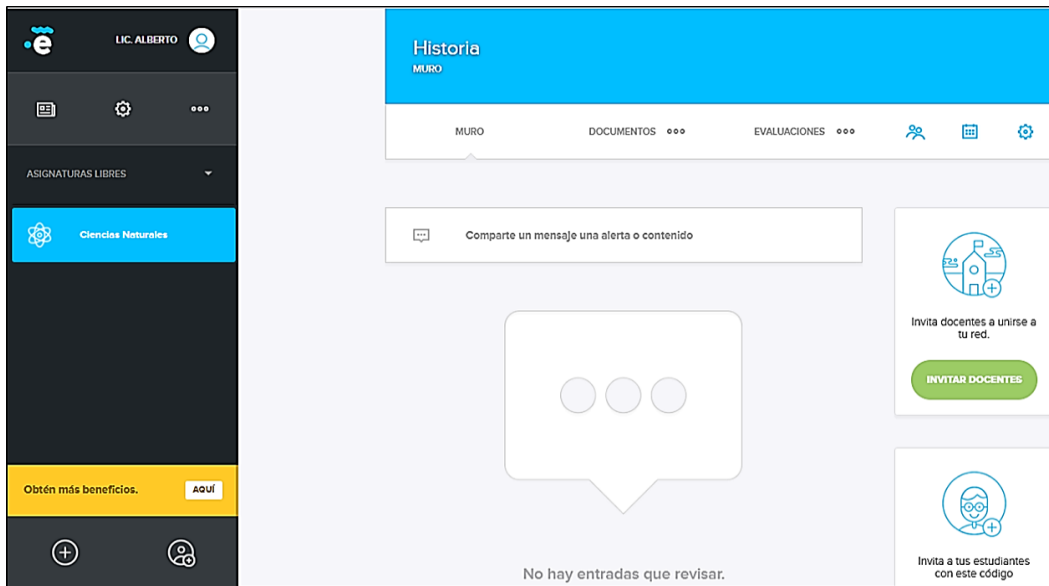 ë
LIC. ALBERTO
ASIGNATURAS LIBRES
Ciencias Naturales
Obtén más beneficios.
AQUÍ
Historia
MURO
MURO
DOCUMENTOS
EVALUACIONES
Comparte un mensaje una alerta o contenido
No hay entradas que revisar.
Invita docentes a unirse a
tu red.
INVITAR DOCENTES
Invita a tus estudiantes
con este código